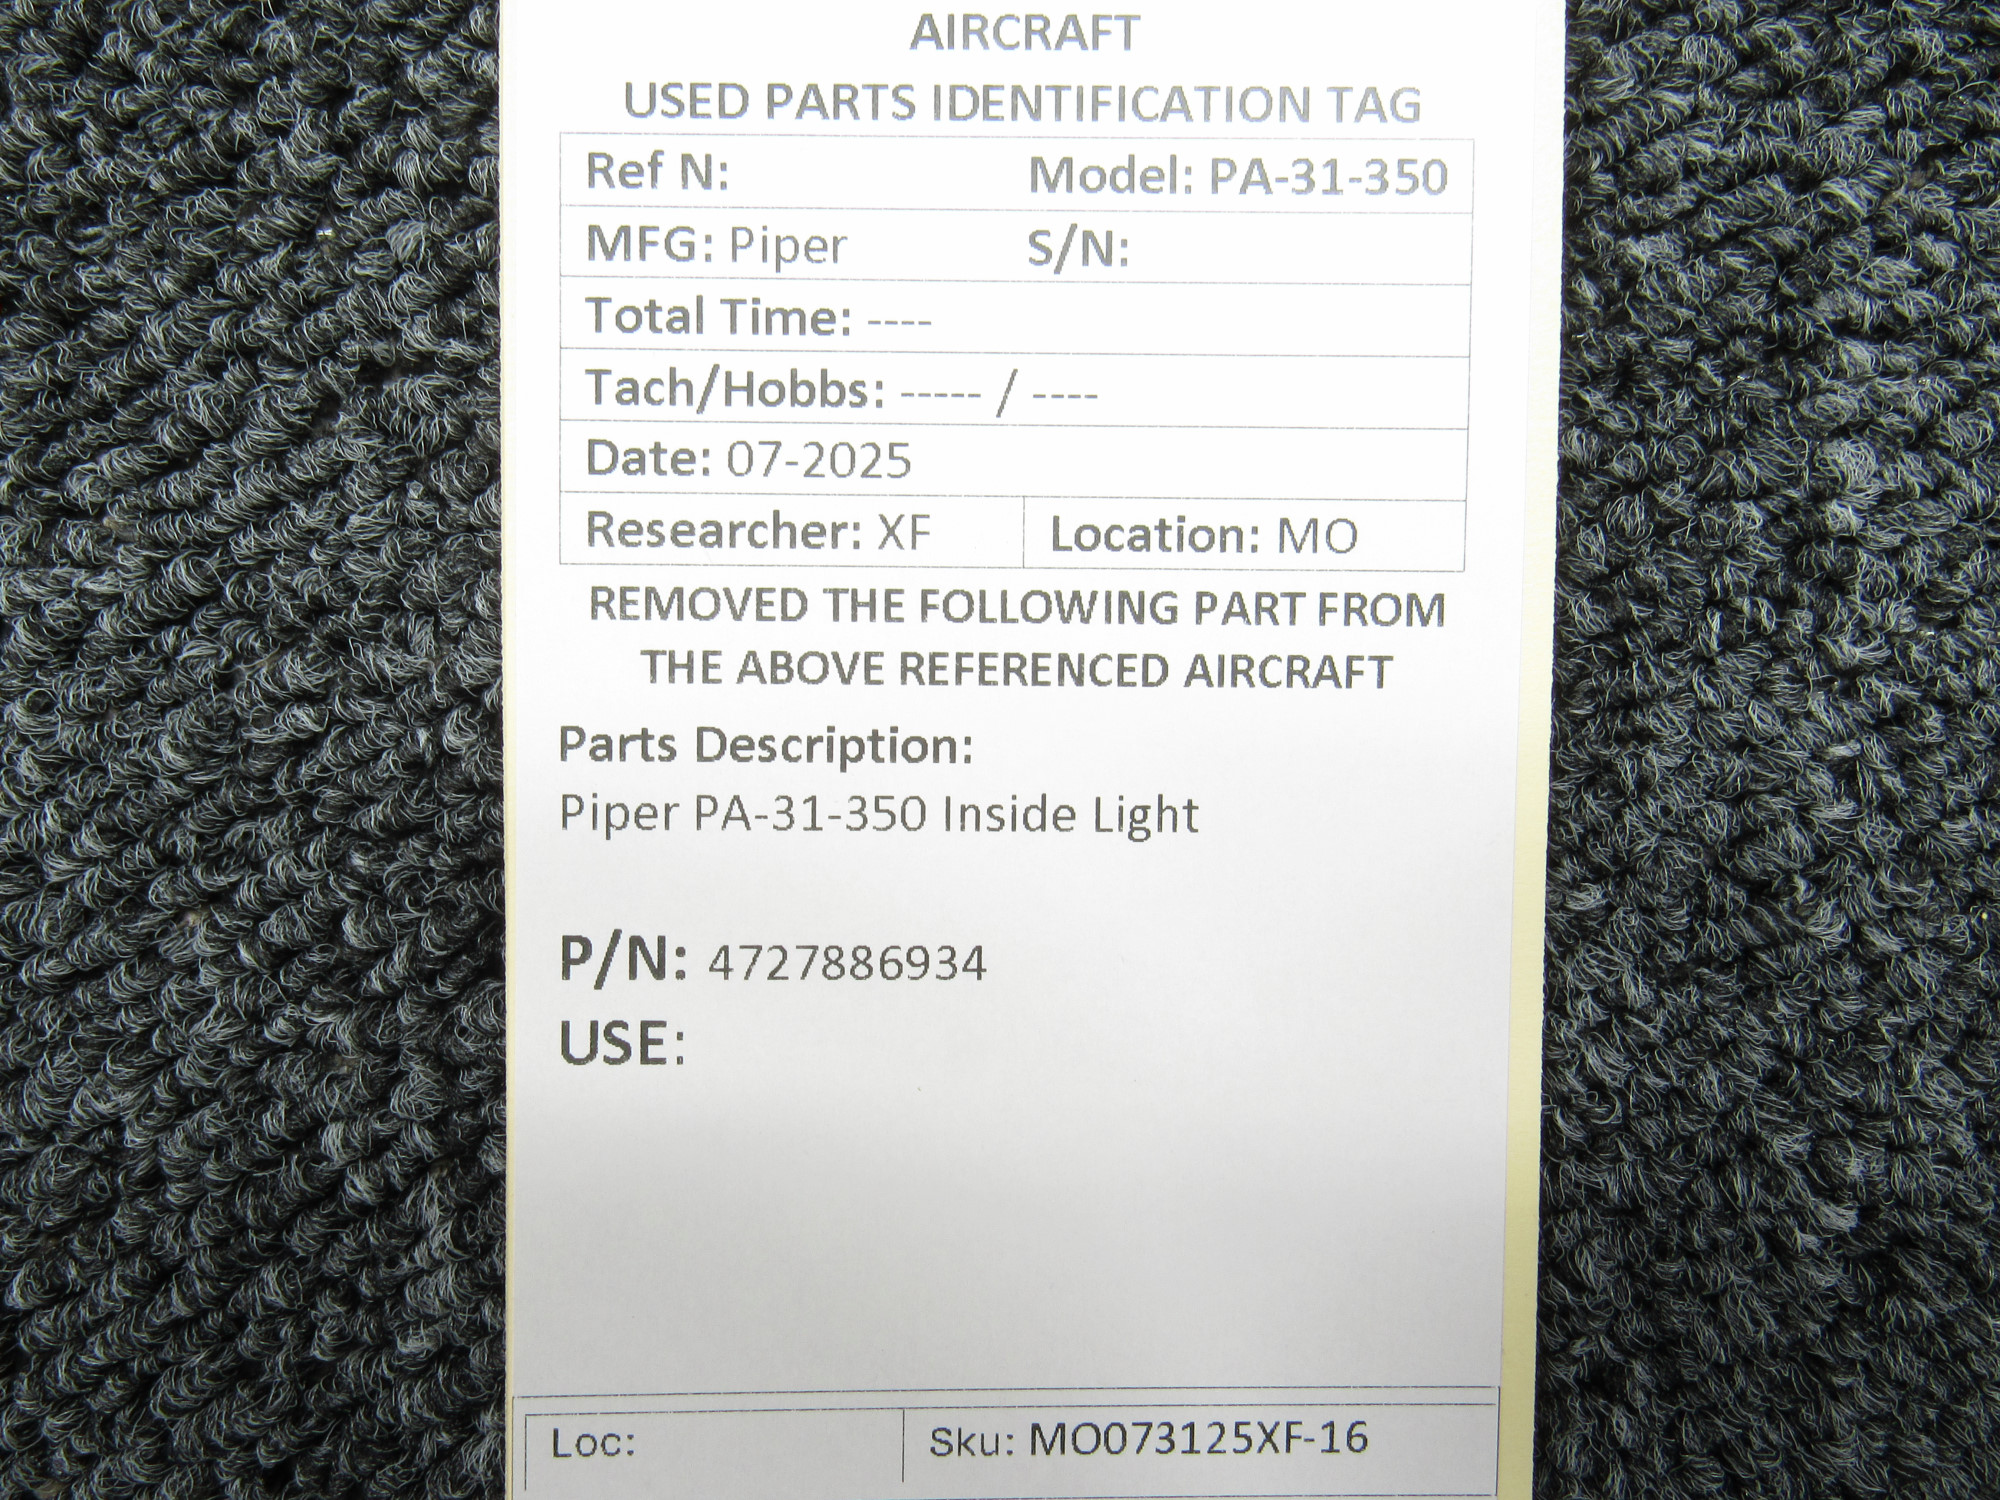 AIRCRAFT
USED PARTS IDENTIFICATION TAG
Ref N: Model: PA-31-350
MFG: Piper S/N:
Total Time: ----
Tach/Hobbs: ----- / ----
Date: 07-2025
Researcher: XF Location: MO
REMOVED THE FOLLOWING PART FROM
THE ABOVE REFERENCED AIRCRAFT
Parts Description:
Piper PA-31-350 Inside Light
P/N: 4727886934
USE:
Loc: Sku: MO073125XF-16